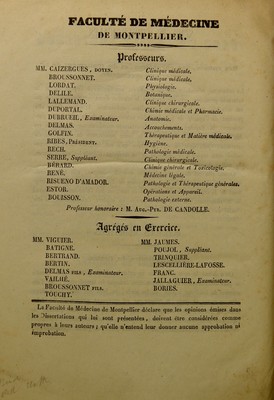 FACULTÉ DE MÉDECINE
DE MONTPELLIER.
Professeurs.
MM. CAIZERGUES, DOYEN. Clinique médicale.
BROUSSONNET. Clinique médicale.
LORDAT. Physiologie.
DELILE. Botanique.
LALLEMAND. Clinique chirurgicale.
DUPORTAL. Chimie médicale et Pharmacie.
DUBRUEIL, Examinateur. Anatomie.
DELMAS. Accouchements.
GOLFIN. Thérapeutique et Matière médicale.
RIBES, PRÉSIDENT. Hygiène.
RECH. Pathologie médicale.
SERRE, Suppliant. Clinique chirurgicale.
BÉRARD. Chimie générale et Toxicologie.
RENÉ. Médecine légale.
RISUENO D'AMADOR. Pathologie et Thérapeutique générales.
ESTOR. Opérations et Appareils.
BOUISSON. Pathologie externe.
Professeur honoraire : M. AUG.-PYR. DE CANDOLLE.
Agrégés en Exercice.
MM. VIGUIER.
BATIGNE.
BERTRAND.
BERTIN.
DELMAS FILS, Examinateur.
VAILHÉ.
BROUSSONNET FILS.
TOUCHY.
MM. JAUMES.
POUJOL, Suppliant.
TRINQUIER.
LESCELLIÈRE-LAFOSSE.
FRANC.
JALLAGUIER, Examinateur.
BORIES.
La Faculté de Médecine de Montpellier déclare que les opinions émises dans
les Dissertations qui lui sont présentées, doivent être considérées comme
propres à leurs auteurs ; qu'elle n'entend leur donner aucune approbation ni
improbation.